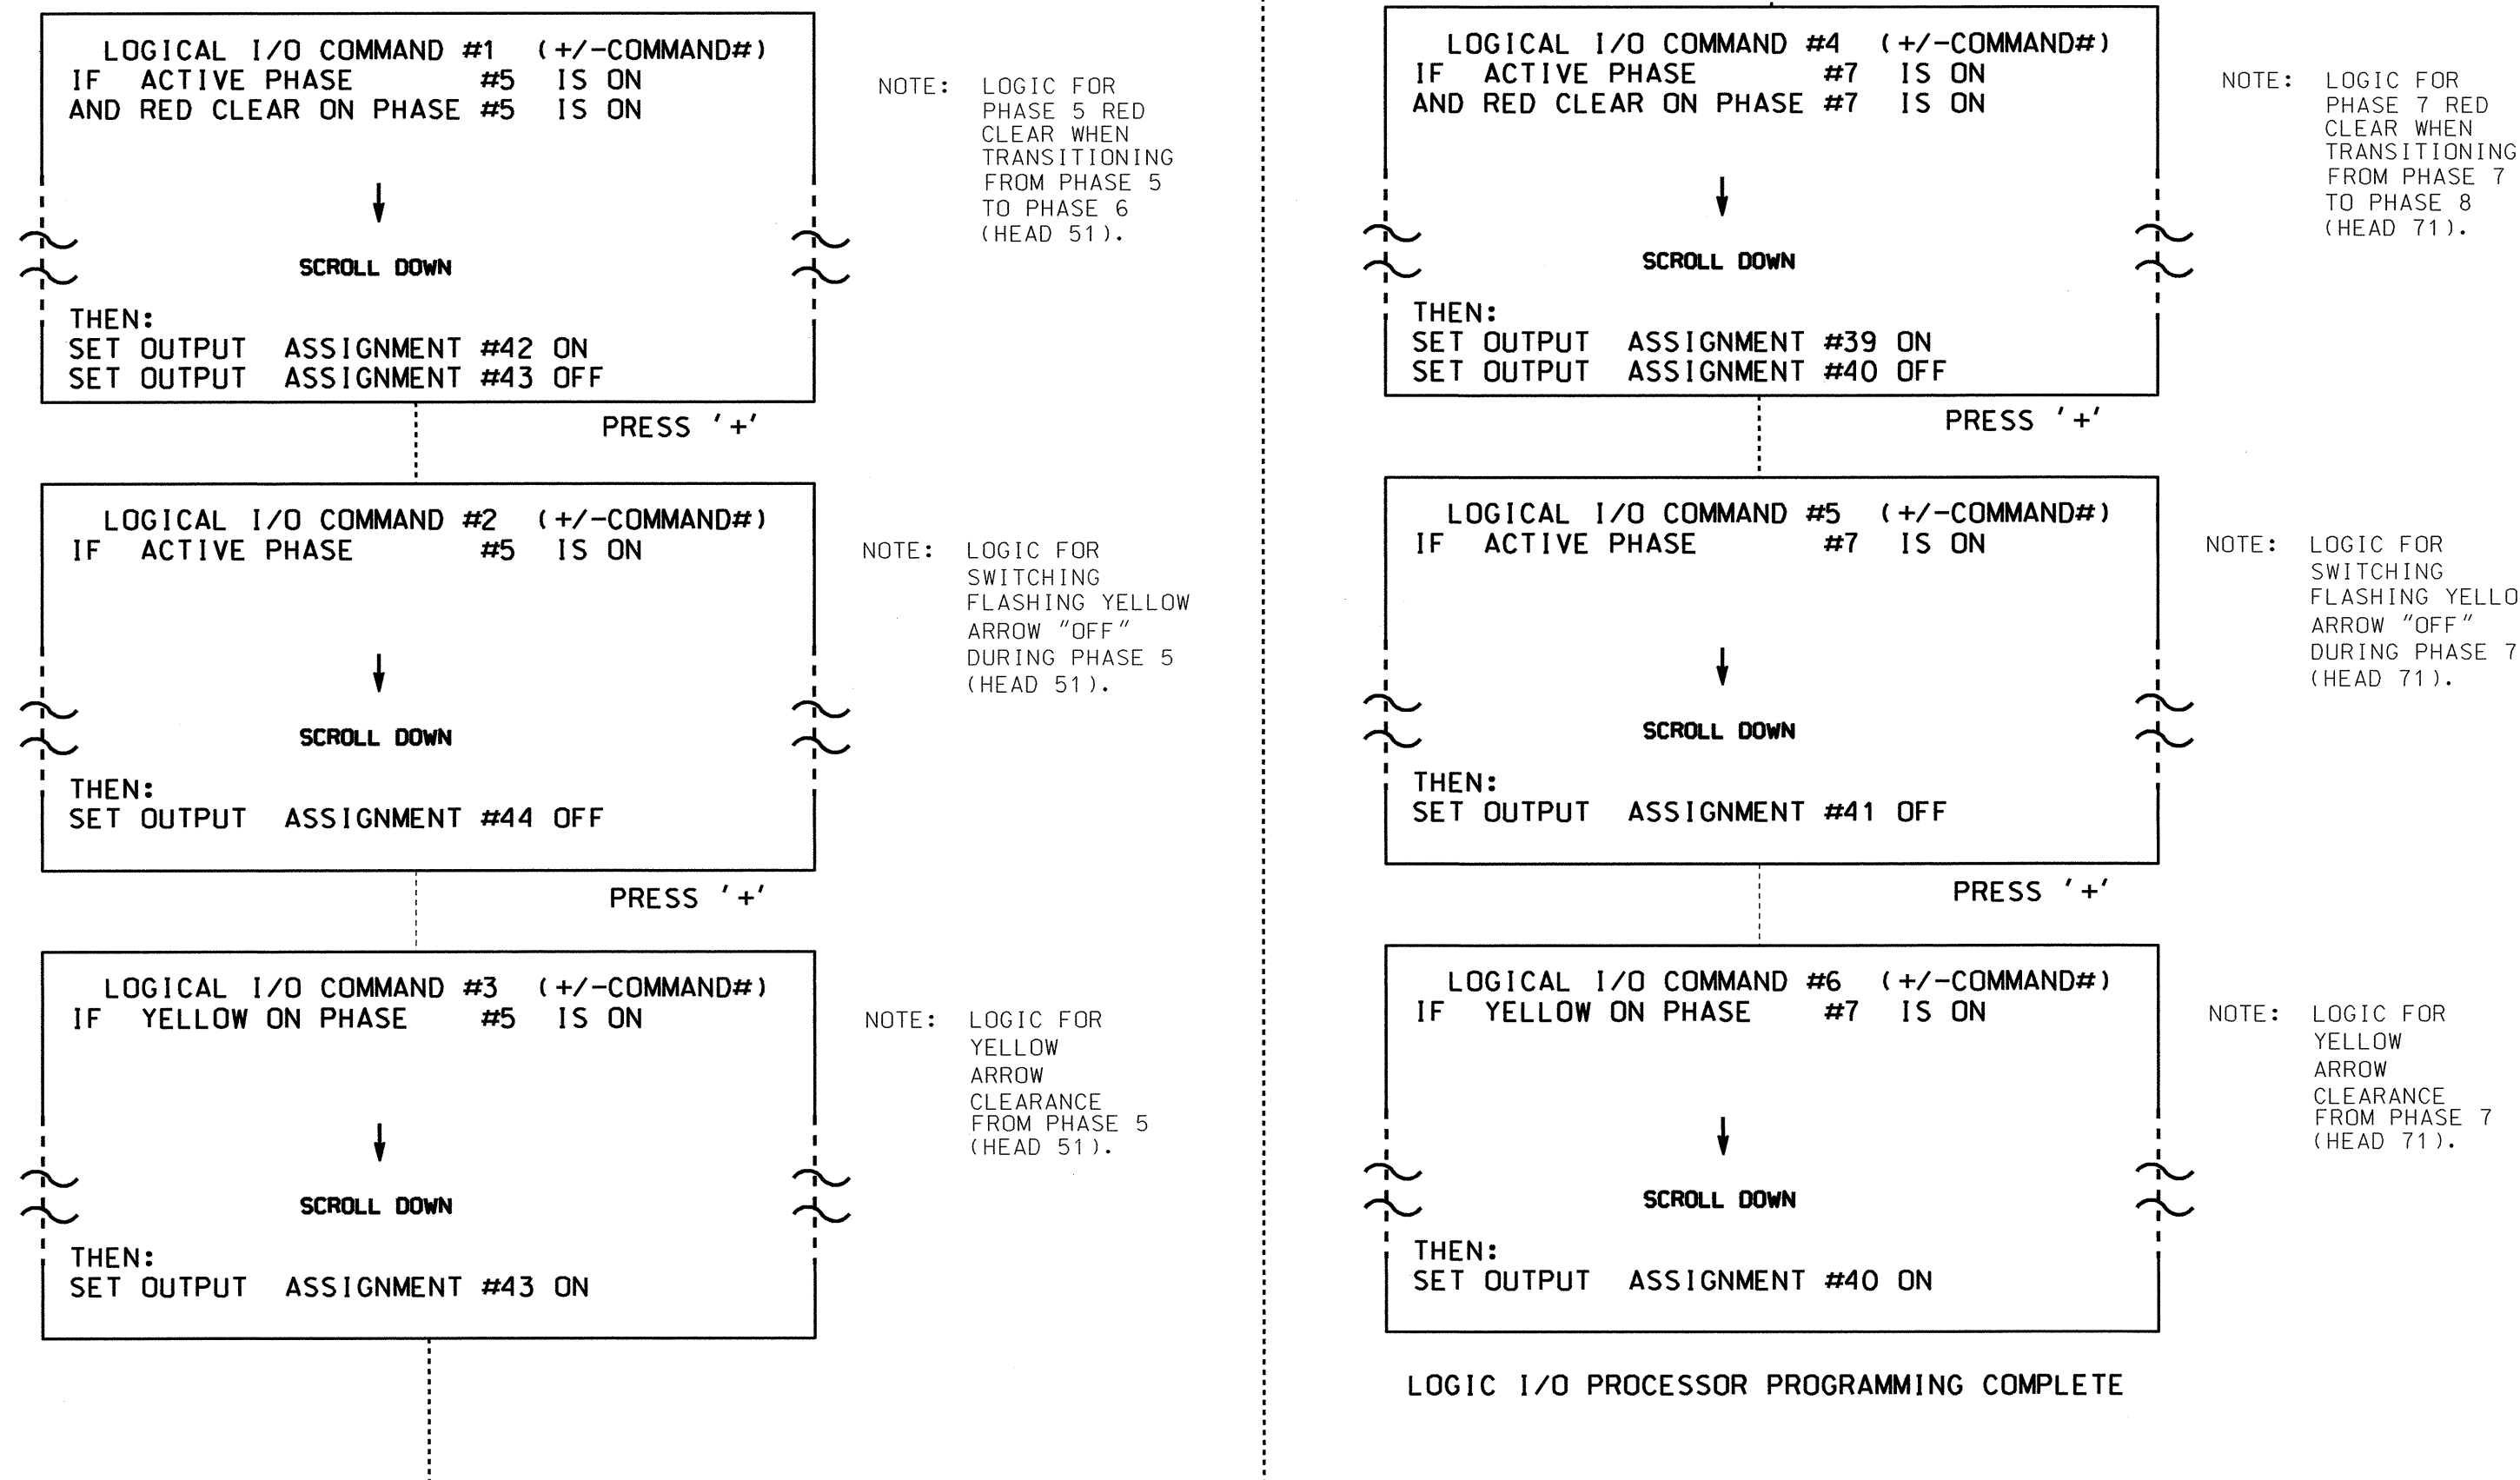 LOGICAL I/O COMMAND #1 (+/-COMMAND#)
IF ACTIVE PHASE #5 IS ON
AND RED CLEAR ON PHASE #5 IS ON
SCROLL DOWN
THEN:
SET OUTPUT ASSIGNMENT #42 ON
SET OUTPUT ASSIGNMENT #43 OFF
NOTE: LOGIC FOR
PHASE 5 RED
CLEAR WHEN
TRANSITIONING
FROM PHASE 5
TO PHASE 6
(HEAD 51).
PRESS '+'
LOGICAL I/O COMMAND #2 (+/-COMMAND#)
IF ACTIVE PHASE #5 IS ON
SCROLL DOWN
THEN:
SET OUTPUT ASSIGNMENT #44 OFF
NOTE: LOGIC FOR
SWITCHING
FLASHING YELLOW
ARROW "OFF"
DURING PHASE 5
(HEAD 51).
PRESS '+'
LOGICAL I/O COMMAND #3 (+/-COMMAND#)
IF YELLOW ON PHASE #5 IS ON
SCROLL DOWN
THEN:
SET OUTPUT ASSIGNMENT #43 ON
NOTE: LOGIC FOR
YELLOW
ARROW
CLEARANCE
FROM PHASE 5
(HEAD 51).
LOGICAL I/O COMMAND #4 (+/-COMMAND#)
IF ACTIVE PHASE #7 IS ON
AND RED CLEAR ON PHASE #7 IS ON
SCROLL DOWN
THEN:
SET OUTPUT ASSIGNMENT #39 ON
SET OUTPUT ASSIGNMENT #40 OFF
NOTE: LOGIC FOR
PHASE 7 RED
CLEAR WHEN
TRANSITIONING
FROM PHASE 7
TO PHASE 8
(HEAD 71).
PRESS '+'
LOGICAL I/O COMMAND #5 (+/-COMMAND#)
IF ACTIVE PHASE #7 IS ON
SCROLL DOWN
THEN:
SET OUTPUT ASSIGNMENT #41 OFF
NOTE: LOGIC FOR
SWITCHING
FLASHING YELLO
ARROW "OFF"
DURING PHASE 7
(HEAD 71).
PRESS '+'
LOGICAL I/O COMMAND #6 (+/-COMMAND#)
IF YELLOW ON PHASE #7 IS ON
SCROLL DOWN
THEN:
SET OUTPUT ASSIGNMENT #40 ON
NOTE: LOGIC FOR
YELLOW
ARROW
CLEARANCE
FROM PHASE 7
(HEAD 71).
LOGIC I/O PROCESSOR PROGRAMMING COMPLETE